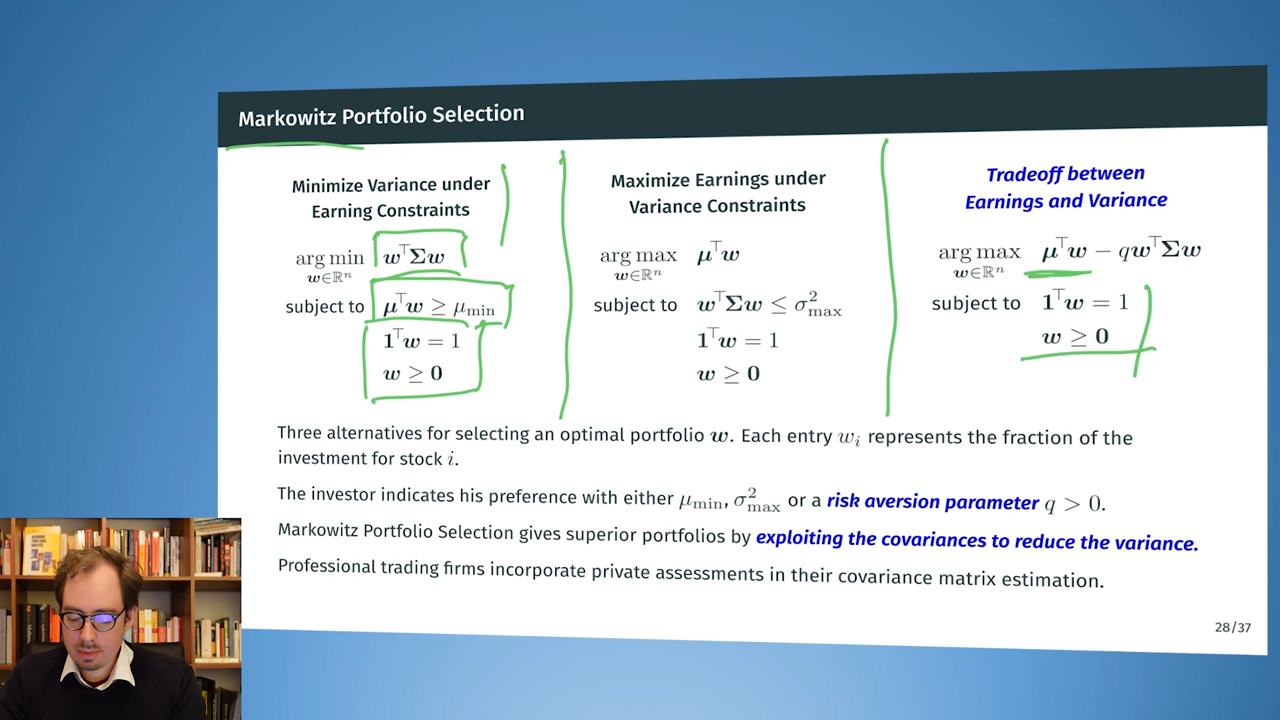 Markowitz Portfolio Selection
Minimize Variance under
Earning Constraints
arg min w⊤Σw
w∈ℝⁿ
subject to μ⊤w ≥ μmin
1⊤w = 1
w ≥ 0
Maximize Earnings under
Variance Constraints
arg max μ⊤w
w∈ℝⁿ
subject to w⊤Σw ≤ σ²max
1⊤w = 1
w ≥ 0
Tradeoff between
Earnings and Variance
arg max μ⊤w − qw⊤Σw
w∈ℝⁿ
subject to 1⊤w = 1
w ≥ 0
Three alternatives for selecting an optimal portfolio w. Each entry wᵢ represents the fraction of the
investment for stock i.
The investor indicates his preference with either μmin, σ²max or a risk aversion parameter q > 0.
Markowitz Portfolio Selection gives superior portfolios by exploiting the covariances to reduce the variance.
Professional trading firms incorporate private assessments in their covariance matrix estimation.
28/37